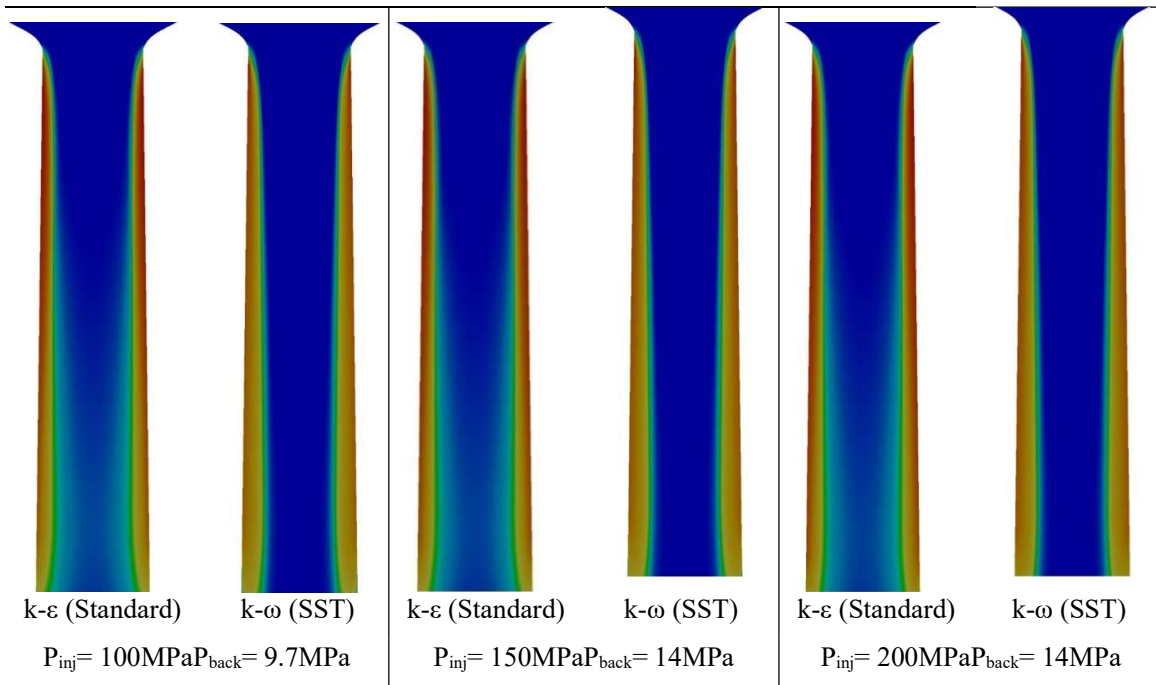 k-ε (Standard) k-ω (SST) k-ε (Standard) k-ω (SST) k-ε (Standard) k-ω (SST)
Pinj= 100MPaPback= 9.7MPa Pinj= 150MPaPback= 14MPa Pinj= 200MPaPback= 14MPa